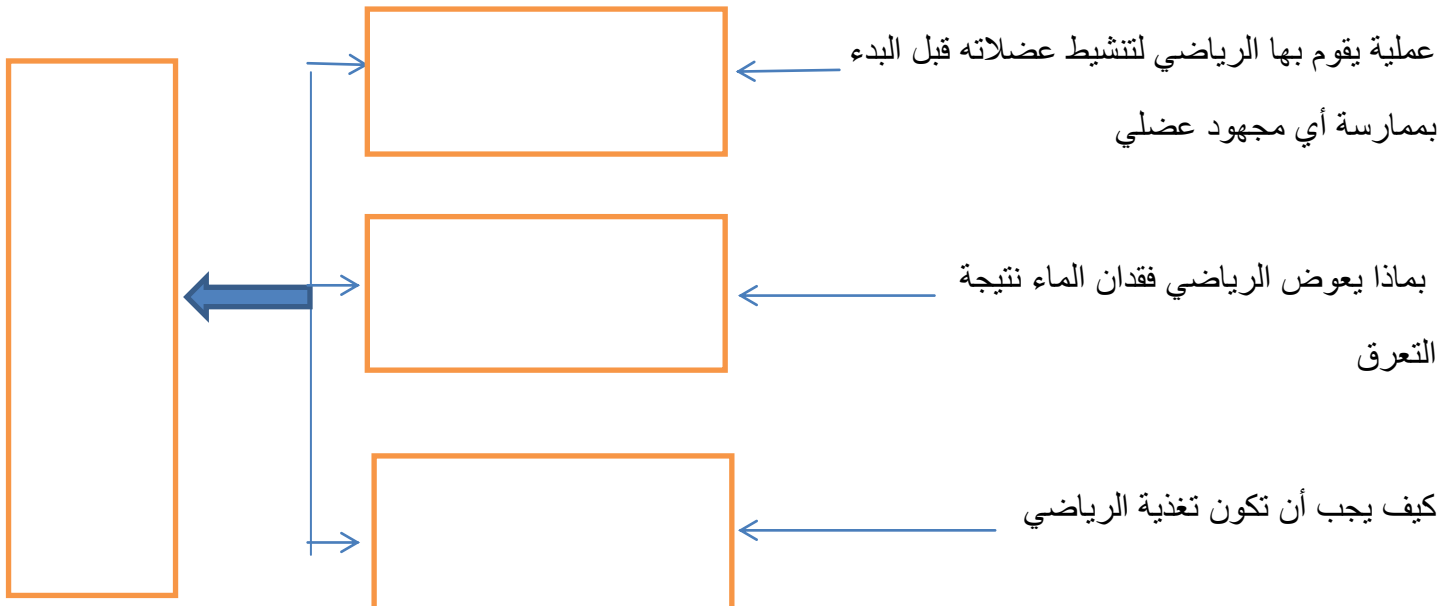 عملية يقوم بها الرياضي لتنشيط عضلاته قبل البدء
بممارسة أي مجهود عضلي
بماذا يعوض الرياضي فقدان الماء نتيجة
التعرق
كيف يجب أن تكون تغذية الرياضي